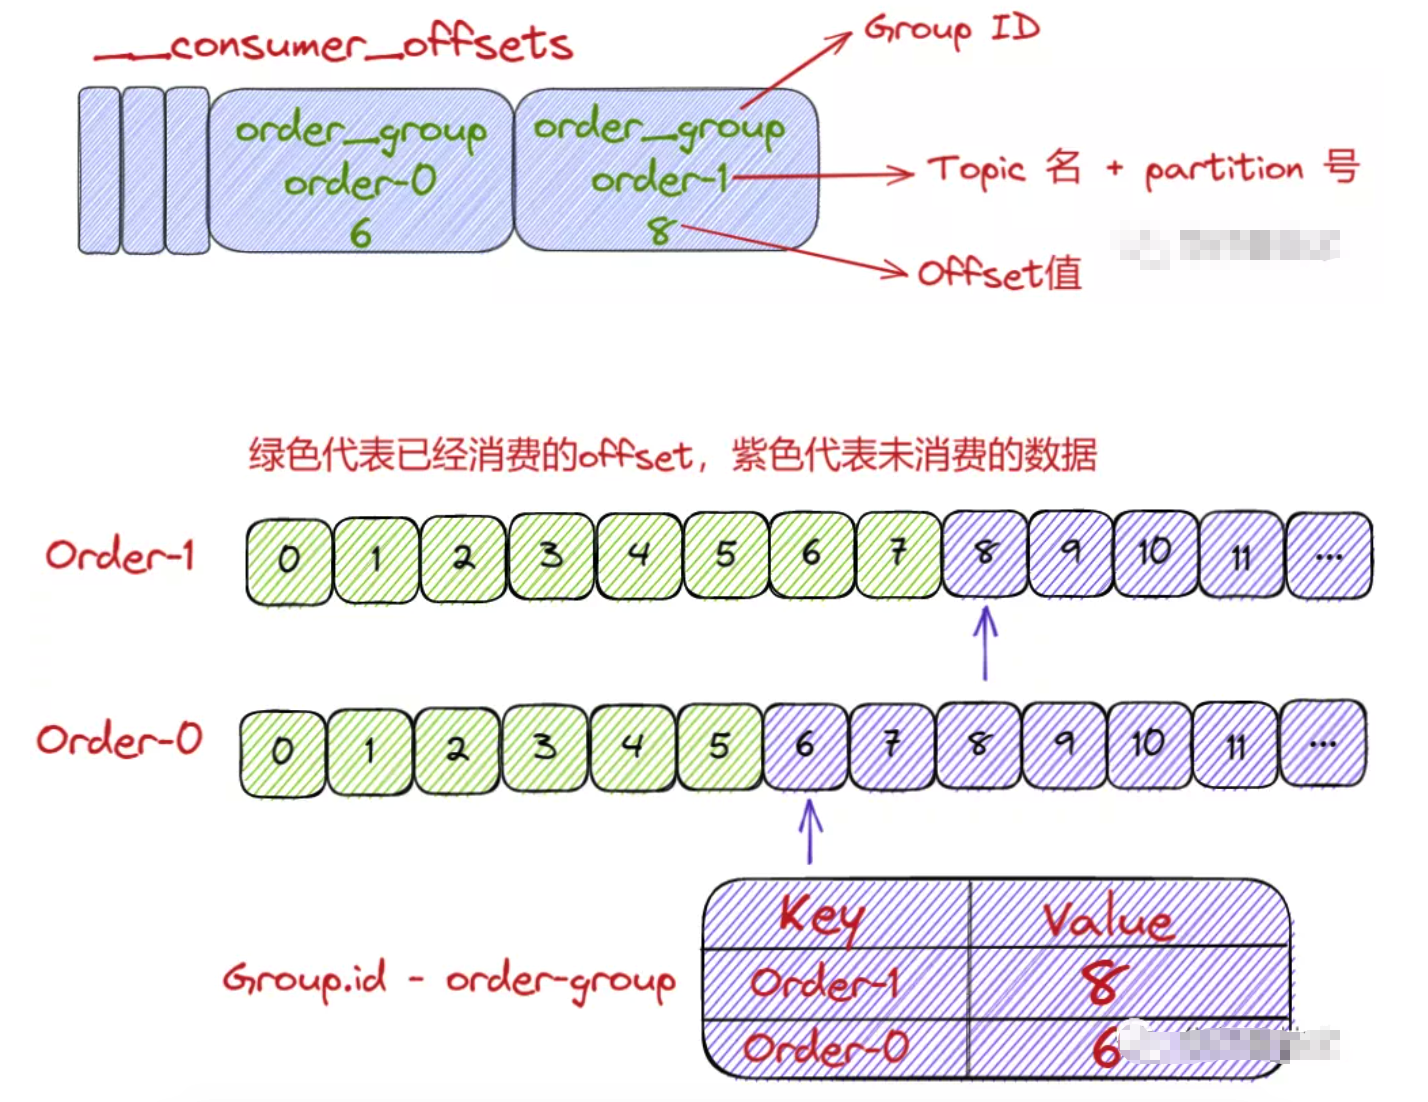 __consumer_offsets
Group ID
order_group
order-0
6
order_group
order-1
8
Topic 名 + partition 号
Offset值
绿色代表已经消费的offset，紫色代表未消费的数据
Order-1
0 1 2 3 4 5 6 7 8 9 10 11 ...
Order-0
0 1 2 3 4 5 6 7 8 9 10 11 ...
Group.id - order-group
Key Value
Order-1 8
Order-0 6